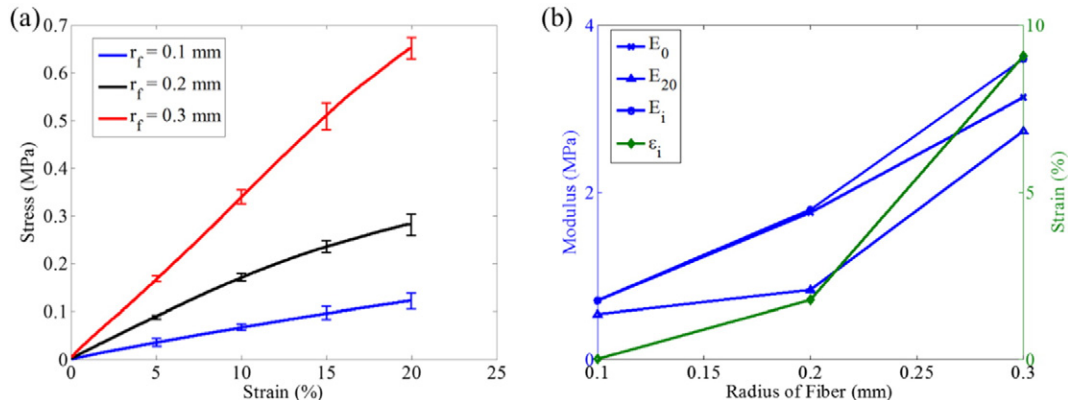 (a)
0.7
0.6
0.5
0.4
0.3
0.2
0.1
0
Stress (MPa)
r_f = 0.1 mm
r_f = 0.2 mm
r_f = 0.3 mm
0 5 10 15 20 25
Strain (%)
(b)
4
2
0
Modulus (MPa)
E_0
E_20
E_i
ε_i
10
5
0
Strain (%)
0.1 0.15 0.2 0.25 0.3
Radius of Fiber (mm)